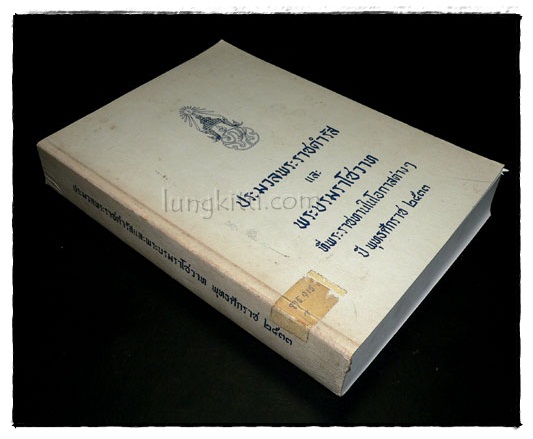 ประมวลพระราชดำรัส
และ
พระบรมราโชวาท
ที่พระราชทานในโอกาสต่างๆ
ปี พุทธศักราช ๒๕๓๓
ประมวลพระราชดำรัสและพระบรมราโชวาท พุทธศักราช ๒๕๓๓
lungkitti.com